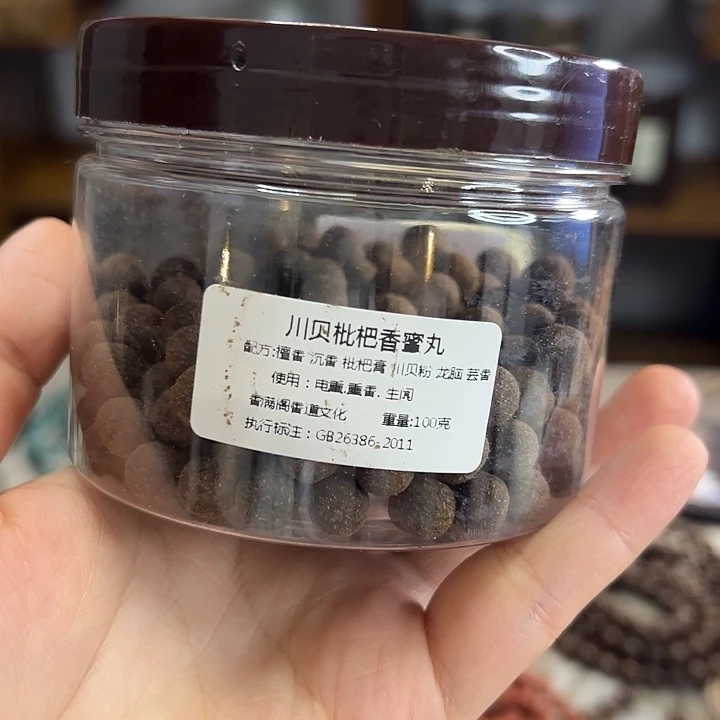 川贝枇杷香蜜丸
配方:檀香 沉香 枇杷膏 川贝粉 龙脑 芸香
使用：电熏.熏香. 生闻
香满阁香道文化 重量:100克
执行标注：GB26386-2011